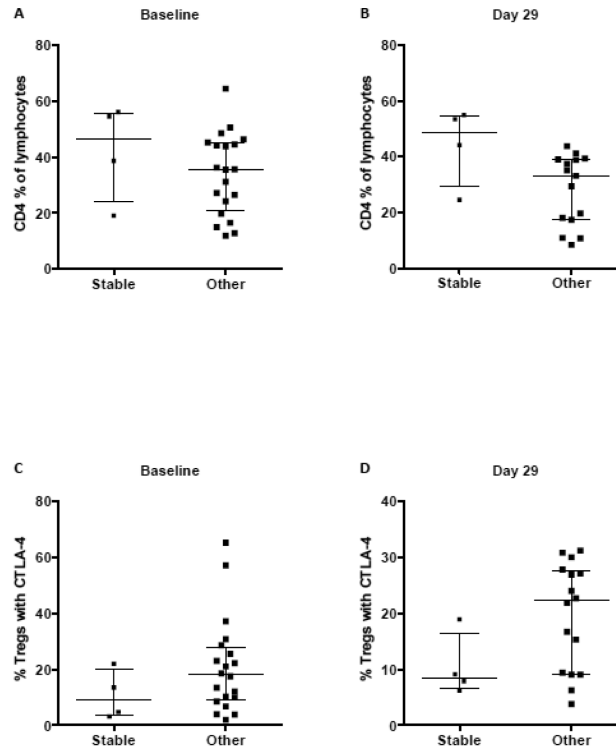 A
Baseline
CD4 % of lymphocytes
80
60
40
20
0
Stable
Other
B
Day 29
CD4 % of lymphocytes
80
60
40
20
0
Stable
Other
C
Baseline
% Tregs with CTLA-4
80
60
40
20
0
Stable
Other
D
Day 29
% Tregs with CTLA-4
40
30
20
10
0
Stable
Other